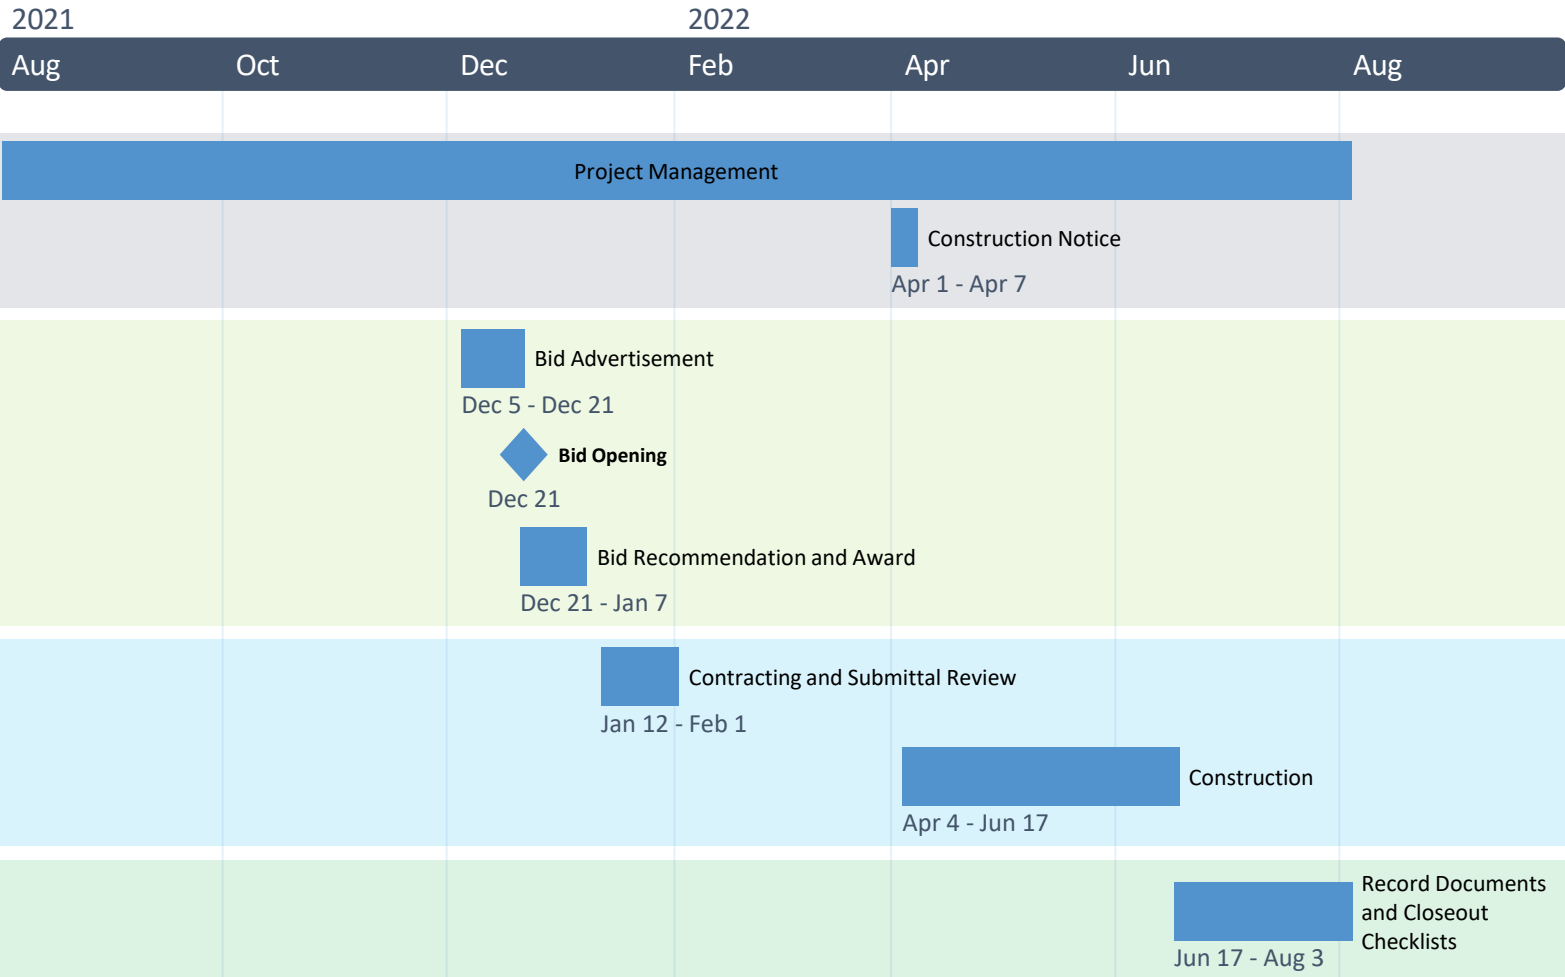 2021 2022
Aug Oct Dec Feb Apr Jun Aug
Project Management
Construction Notice
Apr 1 - Apr 7
Bid Advertisement
Dec 5 - Dec 21
Bid Opening
Dec 21
Bid Recommendation and Award
Dec 21 - Jan 7
Contracting and Submittal Review
Jan 12 - Feb 1
Construction
Apr 4 - Jun 17
Record Documents
and Closeout
Checklists
Jun 17 - Aug 3